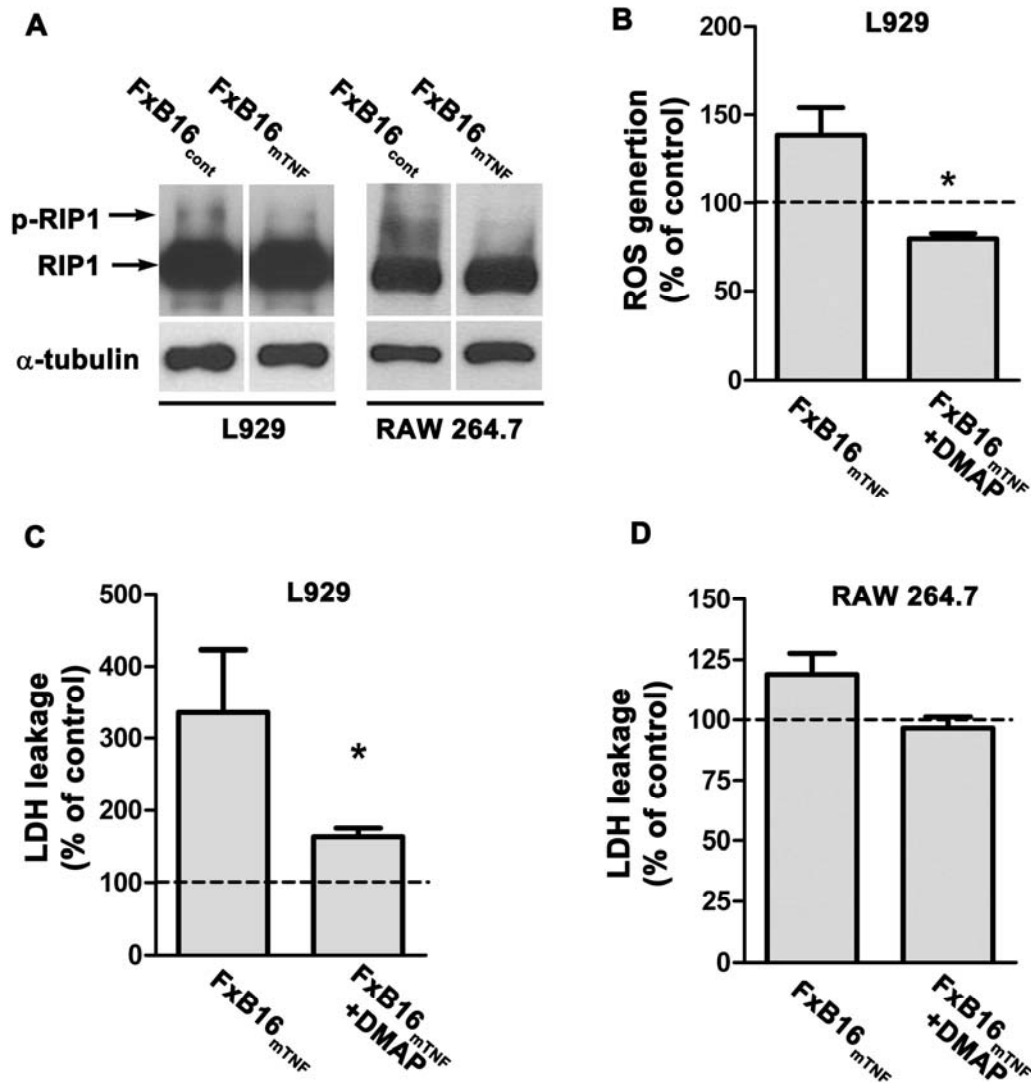 A
FxB16cont
FxB16mTNF
FxB16cont
FxB16mTNF
p-RIP1
RIP1
α-tubulin
L929
RAW 264.7
B
L929
ROS genertion
(% of control)
200
150
100
50
0
*
FxB16mTNF
FxB16mTNF
+DMAP
C
L929
LDH leakage
(% of control)
500
400
300
200
100
0
*
FxB16mTNF
FxB16mTNF
+DMAP
D
RAW 264.7
LDH leakage
(% of control)
150
125
100
75
50
25
0
FxB16mTNF
FxB16mTNF
+DMAP